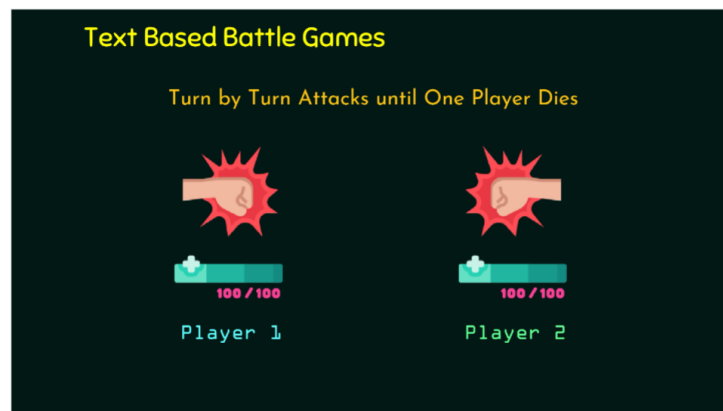 Text Based Battle Games
Turn by Turn Attacks until One Player Dies
100/100
100/100
Player 1
Player 2